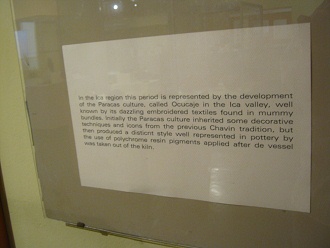 In the Ica region this period is represented by the development
of the Paracas culture, called Ocucaje in the Ica valley, well
known by its dazzling embroidered textiles found in mummy
bundles. Initially the Paracas culture inherited some decorative
techniques and icons from the previous Chavin tradition, but
then produced a disticnt style well represented in pottery by
the use of polychrome resin pigments applied after de vessel
was taken out of the kiln.